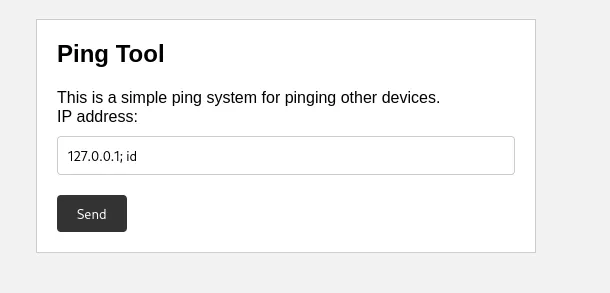 Ping Tool
This is a simple ping system for pinging other devices.
IP address:
127.0.0.1; id
Send